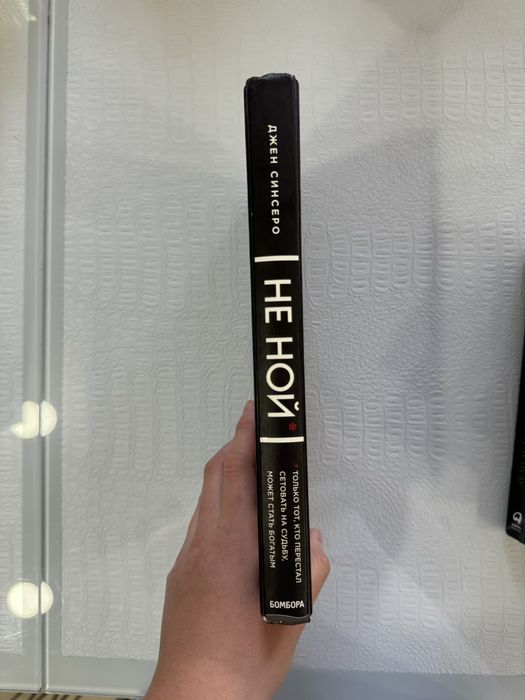 ДЖЕН СИНСЕРО
НЕ НОЙ*
* ТОЛЬКО ТОТ, КТО ПЕРЕСТАЛ
СЕТОВАТЬ НА СУДЬБУ,
МОЖЕТ СТАТЬ БОГАТЫМ
БОМБОРА